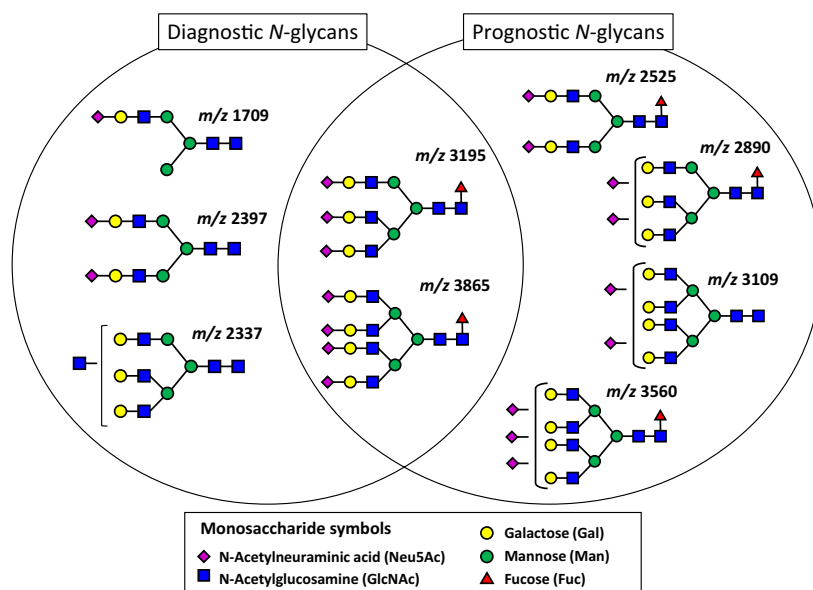 Diagnostic N-glycans
Prognostic N-glycans
m/z 1709
m/z 2397
m/z 2337
m/z 3195
m/z 3865
m/z 2525
m/z 2890
m/z 3109
m/z 3560
Monosaccharide symbols
N-Acetylneuraminic acid (Neu5Ac)
N-Acetylglucosamine (GlcNAc)
Galactose (Gal)
Mannose (Man)
Fucose (Fuc)